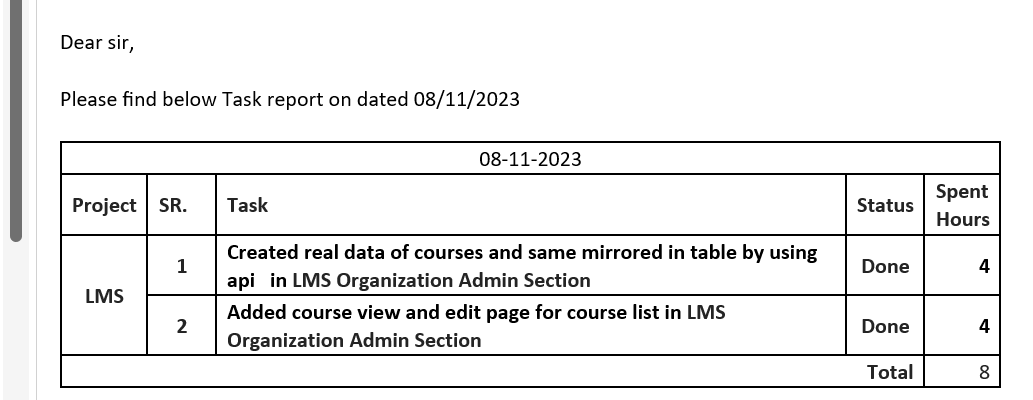 Dear sir,
Please find below Task report on dated 08/11/2023
08-11-2023
Project SR. Task Status Spent Hours
LMS
1 Created real data of courses and same mirrored in table by using
api in LMS Organization Admin Section Done 4
2 Added course view and edit page for course list in LMS
Organization Admin Section Done 4
Total 8